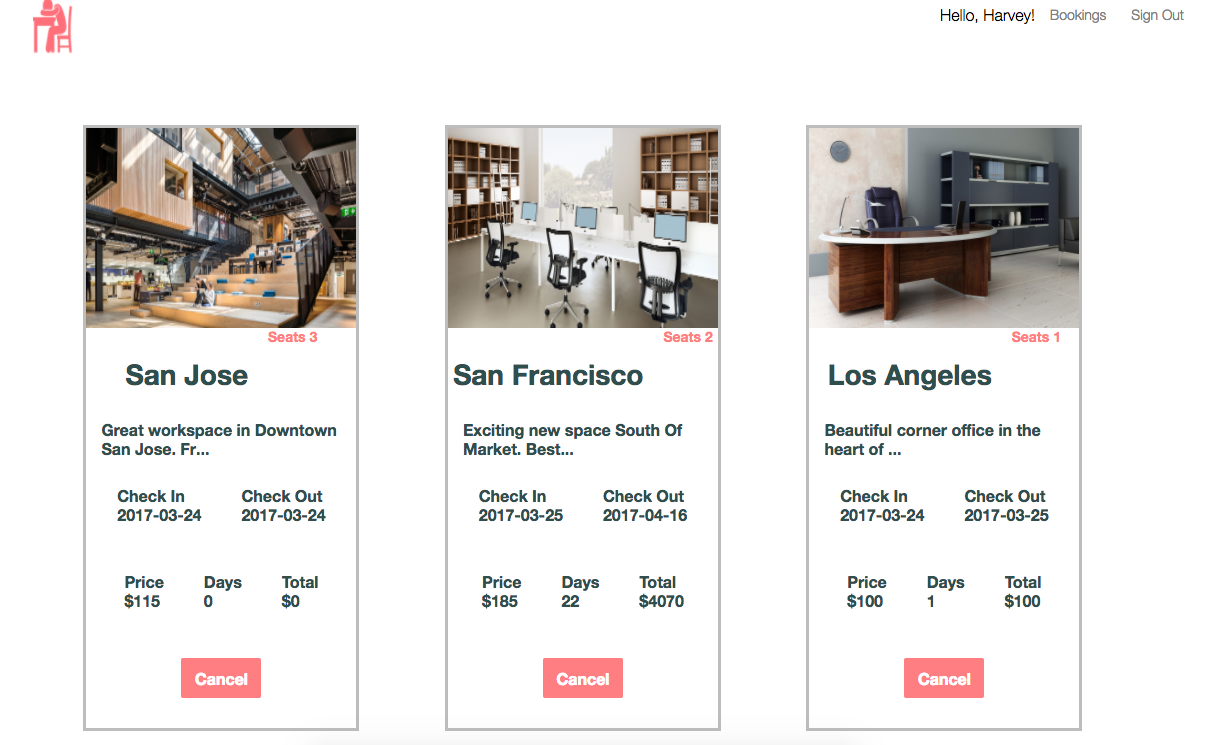 Hello, Harvey! Bookings Sign Out
Seats 3
San Jose
Great workspace in Downtown
San Jose. Fr...
Check In Check Out
2017-03-24 2017-03-24
Price Days Total
$115 0 $0
Cancel
Seats 2
San Francisco
Exciting new space South Of
Market. Best...
Check In Check Out
2017-03-25 2017-04-16
Price Days Total
$185 22 $4070
Cancel
Seats 1
Los Angeles
Beautiful corner office in the
heart of ...
Check In Check Out
2017-03-24 2017-03-25
Price Days Total
$100 1 $100
Cancel